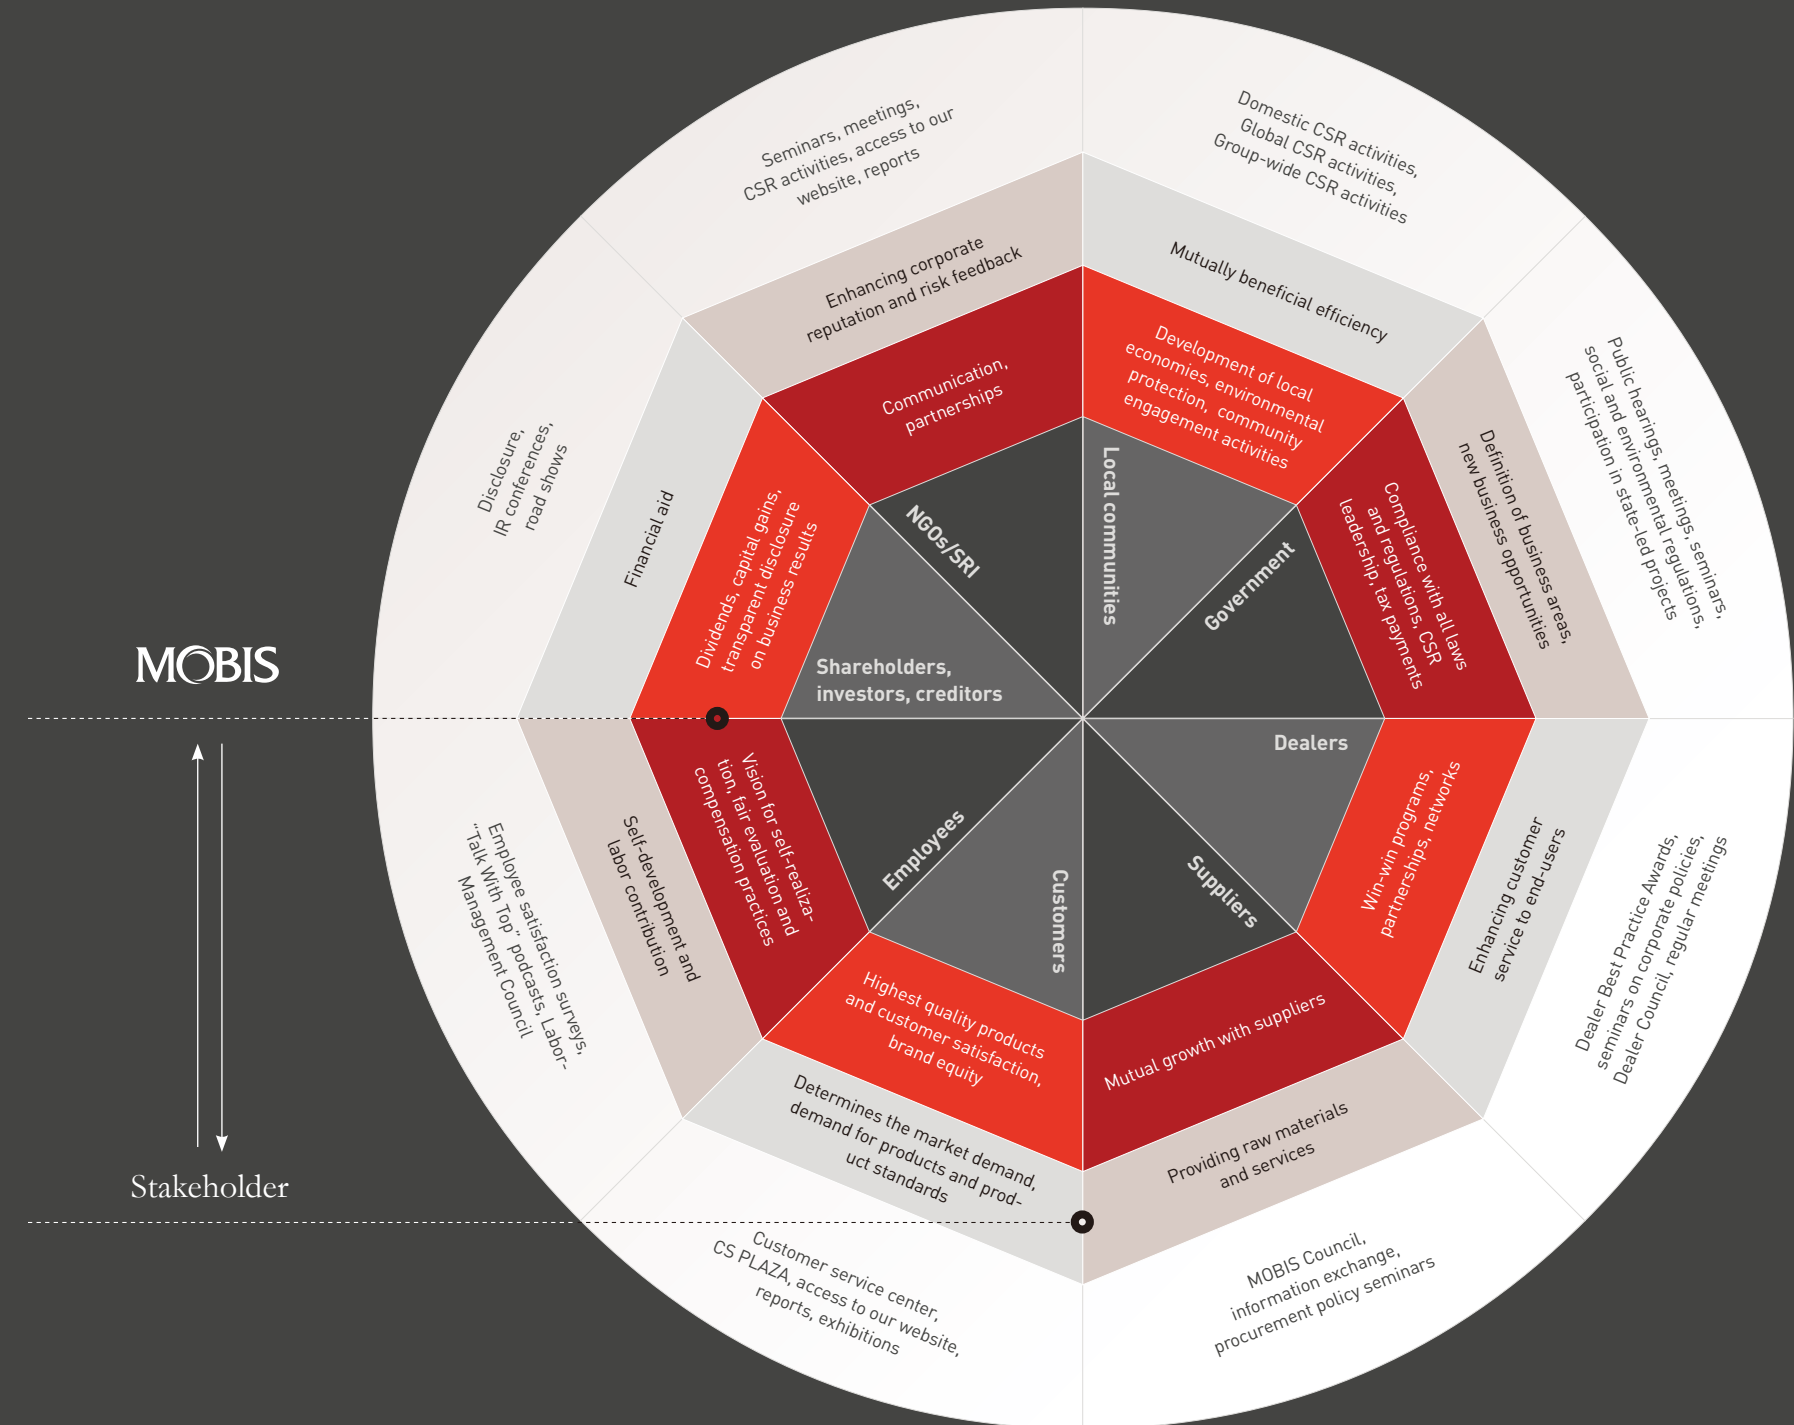 MOBIS
Stakeholder
Seminars, meetings,
CSR activities, access to our
website, reports
Enhancing corporate
reputation and risk feedback
Communication,
partnerships
NGOs/SRI
Domestic CSR activities,
Global CSR activities,
Group-wide CSR activities
Mutually beneficial efficiency
Development of local
economies, environmental
protection, community
engagement activities
Local communities
Public hearings, meetings, seminars,
social and environmental regulations,
participation in state-led projects
Definition of business areas,
new business opportunities
Compliance with all laws
and regulations, CSR
leadership, tax payments
Government
Dealer Best Practice Awards,
seminars on corporate policies,
Dealer Council, regular meetings
Enhancing customer
service to end-users
Win-win programs,
partnerships, networks
Dealers
MOBIS Council,
information exchange,
procurement policy seminars
Providing raw materials
and services
Mutual growth with suppliers
Suppliers
Customer service center,
CS PLAZA, access to our website,
reports, exhibitions
Determines the market demand,
demand for products and prod-
uct standards
Highest quality products
and customer satisfaction,
brand equity
Customers
Employee satisfaction surveys,
“Talk With Top” podcasts, Labor-
Management Council
Self-development and
labor contribution
Vision for self-realiza-
tion, fair evaluation and
compensation practices
Employees
Disclosure,
IR conferences,
road shows
Financial aid
Dividends, capital gains,
transparent disclosure
on business results
Shareholders,
investors, creditors